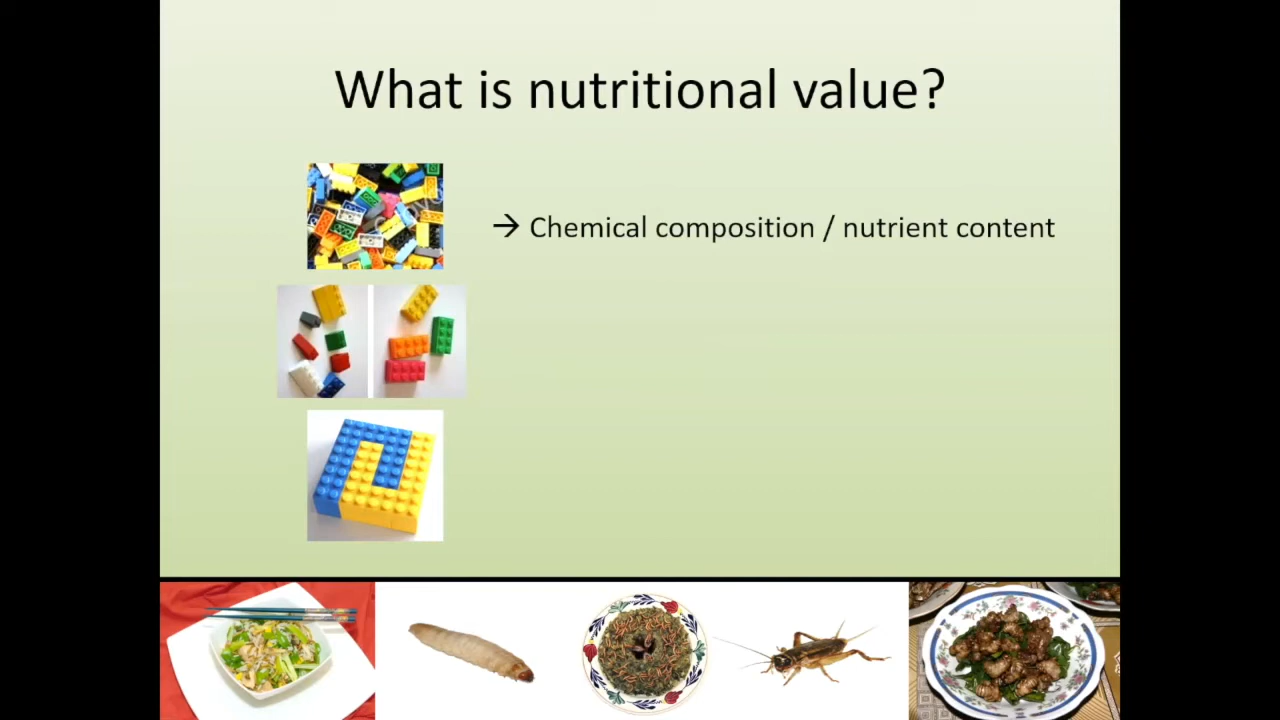 What is nutritional value?
→ Chemical composition / nutrient content